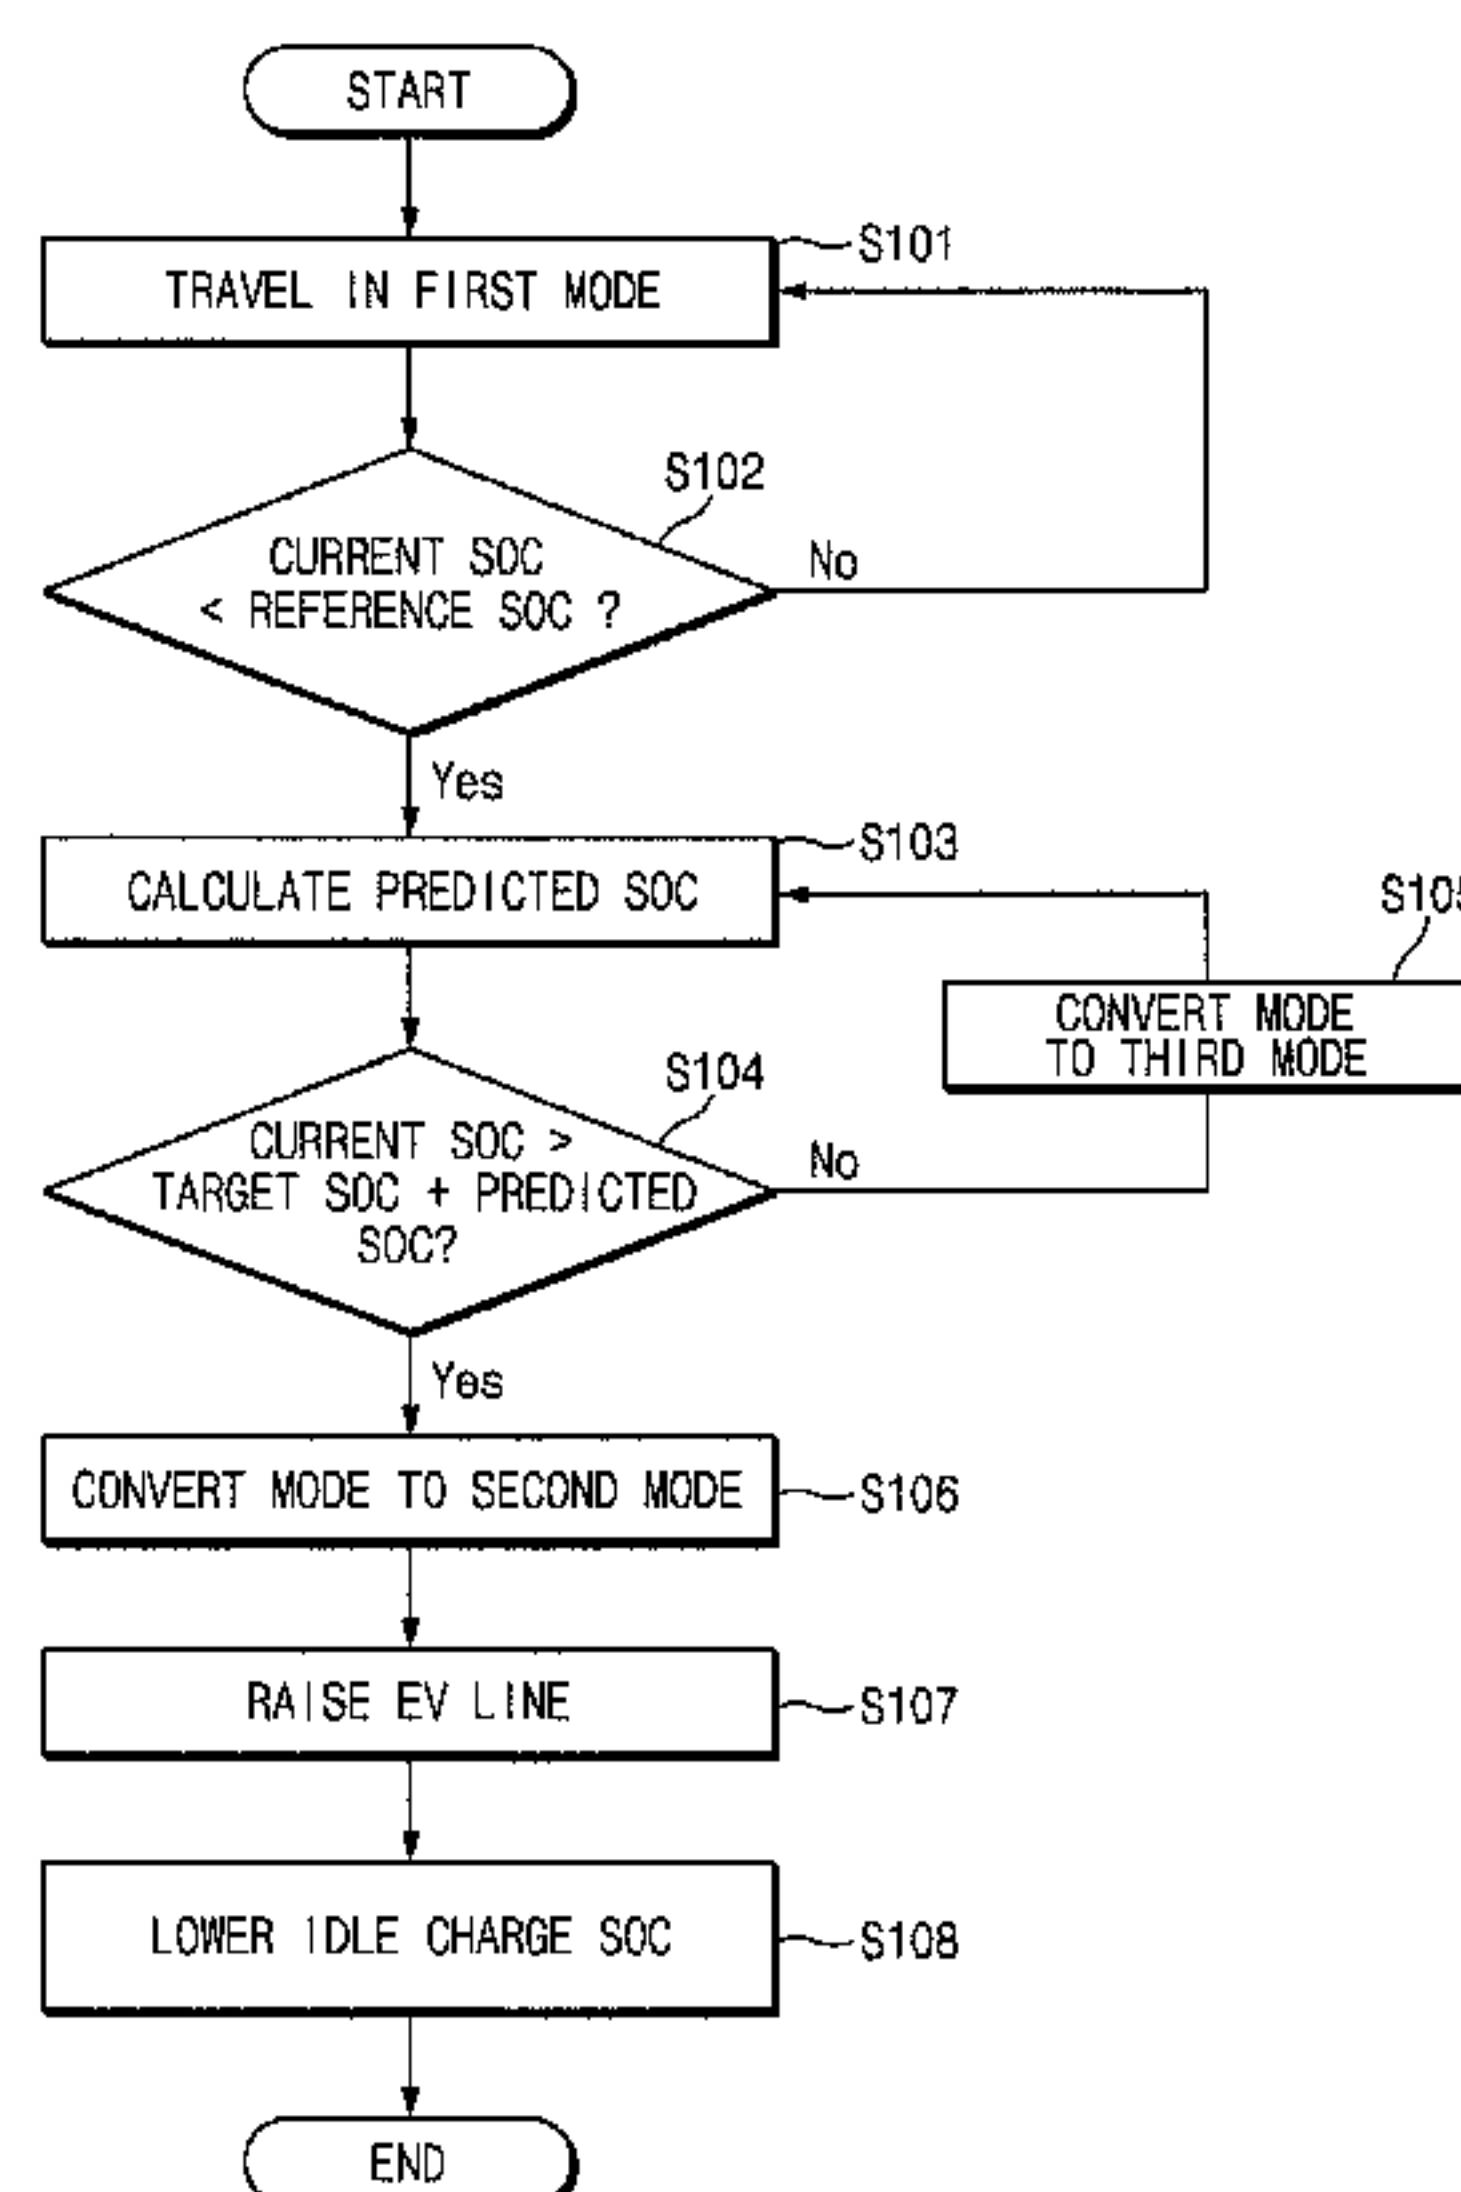 START
S101
TRAVEL IN FIRST MODE
S102
CURRENT SOC
< REFERENCE SOC ?
No
Yes
S103
CALCULATE PREDICTED SOC
S105
CONVERT MODE
TO THIRD MODE
S104
CURRENT SOC >
TARGET SOC + PREDICTED
SOC?
No
Yes
CONVERT MODE TO SECOND MODE
S106
RAISE EV LINE
S107
LOWER IDLE CHARGE SOC
S108
END